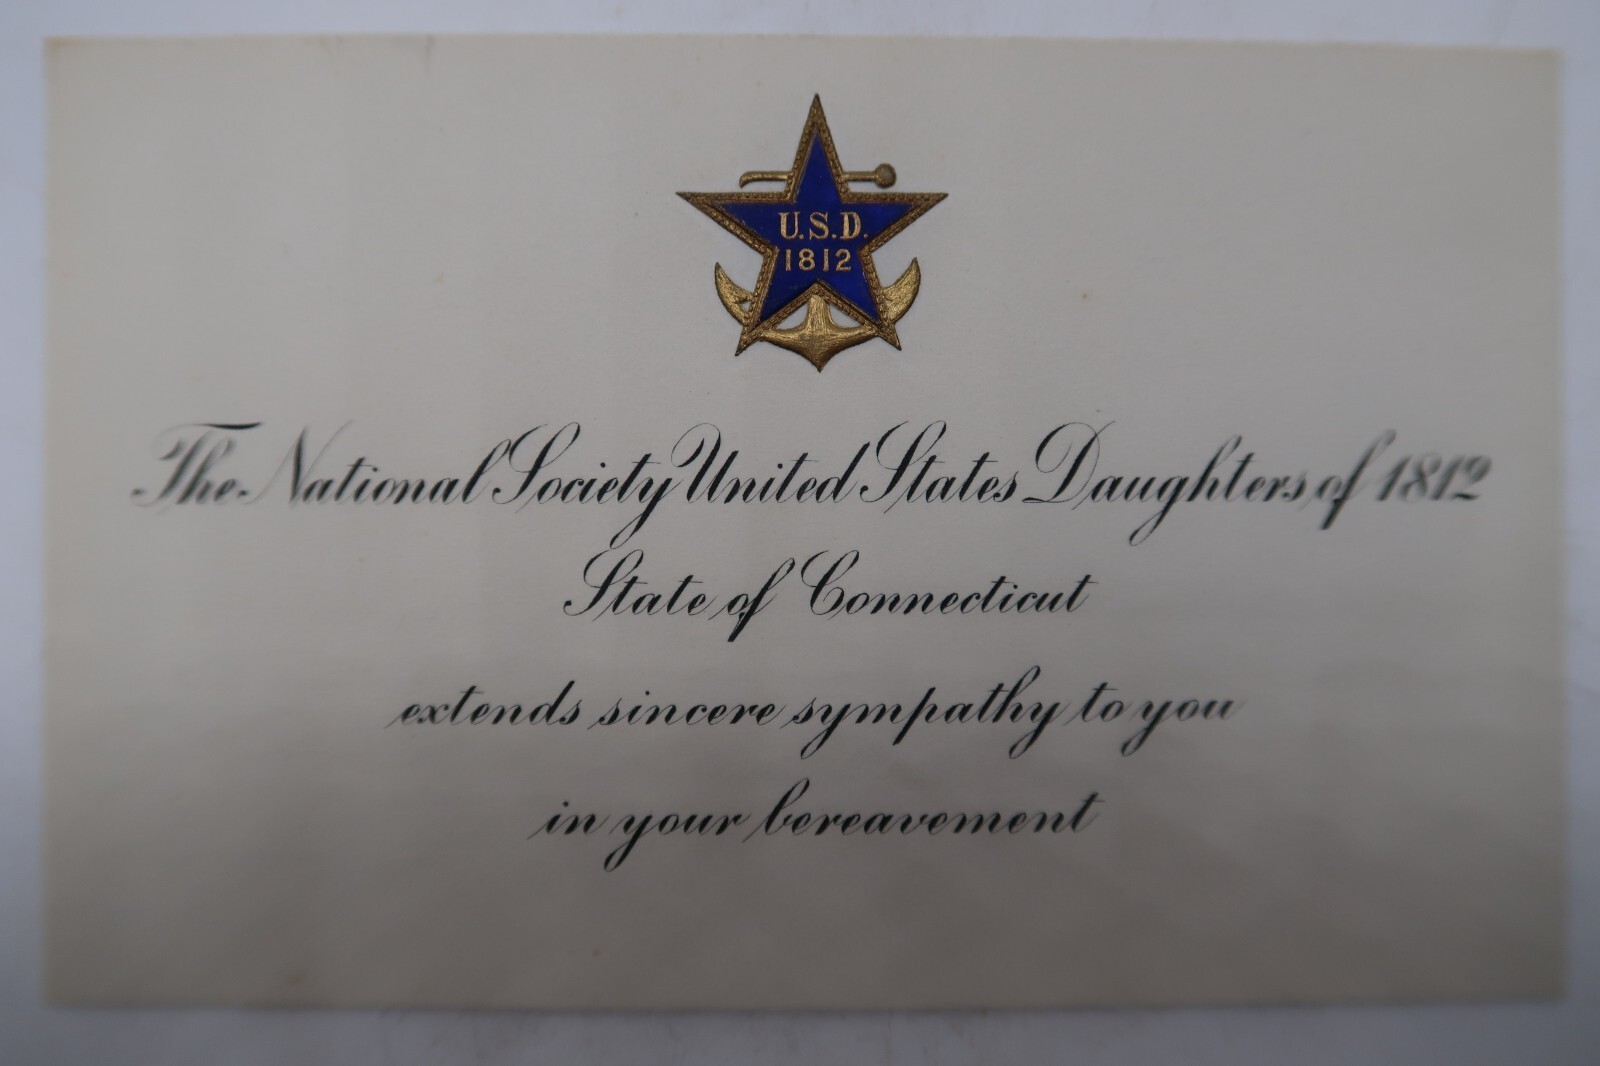 U.S.D.
1812
The National Society United States Daughters of 1812
State of Connecticut
extends sincere sympathy to you
in your bereavement